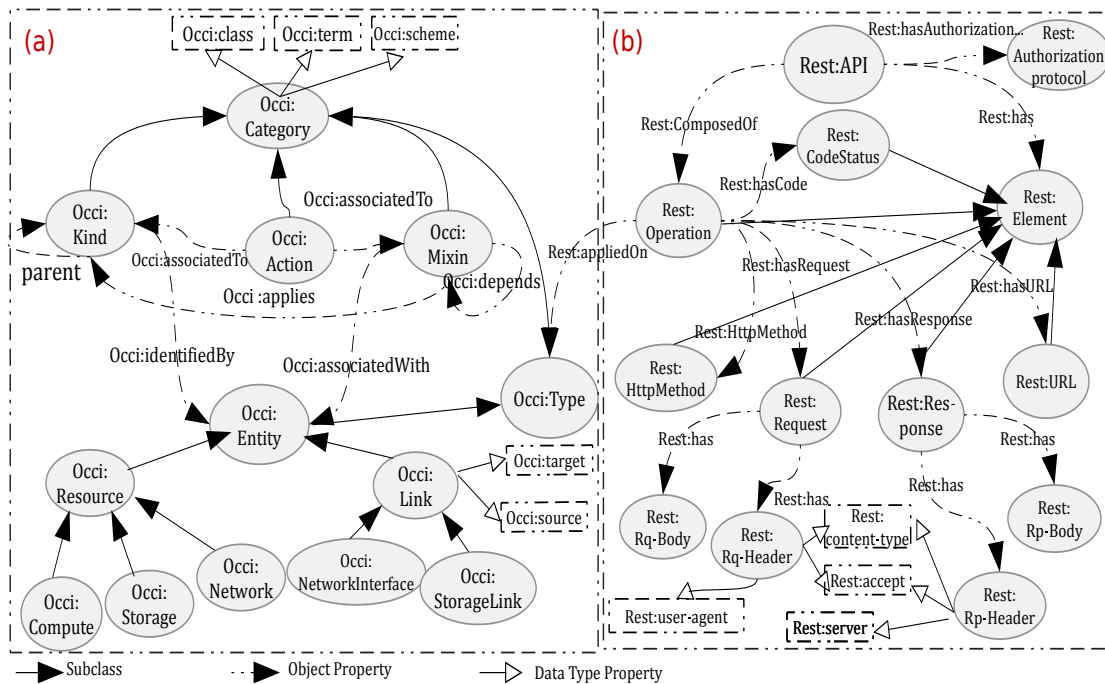 (a)
Occi:class
Occi:term
Occi:scheme
Occi:
Category
Occi:associatedTo
Occi:
Kind
Occi:
Action
Occi:
Mixin
parent
Occi:associatedTo
Occi :applies
Occi:depends
Occi:identifiedBy
Occi:associatedWith
Occi:Type
Occi:
Entity
Occi:
Resource
Occi:
Link
Occi:target
Occi:source
Occi:
Compute
Occi:
Storage
Occi:
Network
Occi:
NetworkInterface
Occi:
StorageLink
(b)
Rest:API
Rest:hasAuthorization...
Rest:
Authorization
protocol
Rest:ComposedOf
Rest:has
Rest:
CodeStatus
Rest:hasCode
Rest:
Operation
Rest:
Element
Rest:appliedOn
Rest:hasRequest
Rest:hasURL
Rest:HttpMethod
Rest:hasResponse
Rest:
HttpMethod
Rest:
Request
Rest:Res-
ponse
Rest:URL
Rest:has
Rest:has
Rest:has
Rest:has
Rest:
Rq-Body
Rest:
Rq-Header
Rest:
content-type
Rest:
Rp-Body
Rest:accept
Rest:user-agent
Rest:server
Rest:
Rp-Header
Subclass
Object Property
Data Type Property